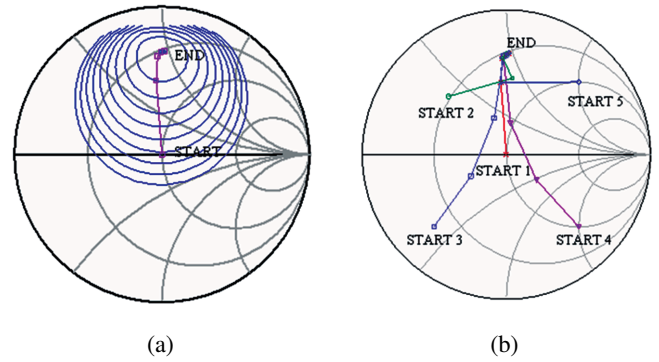 END
START
END
START 2
START 5
START 1
START 3
START 4
(a)
(b)